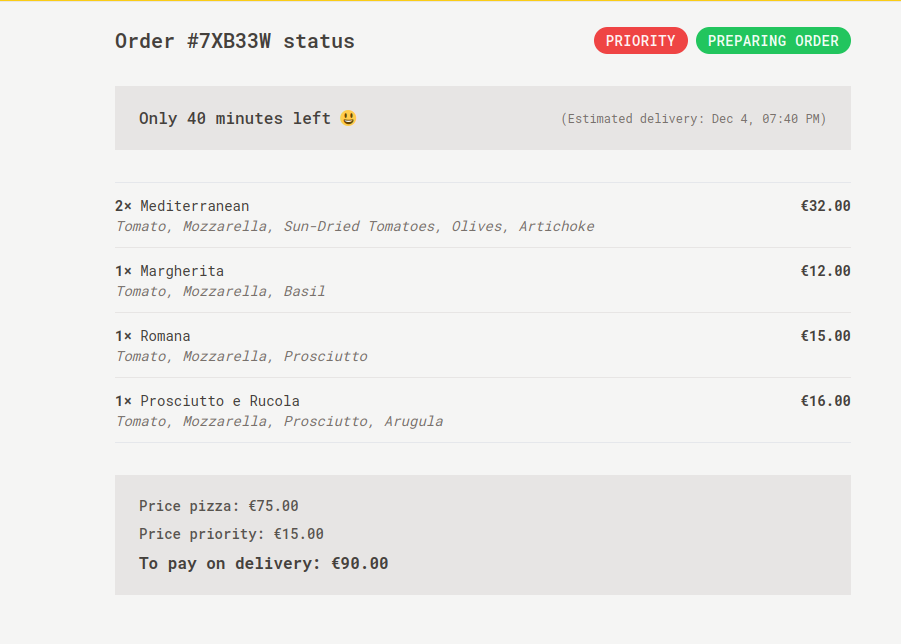 Order #7XB33W status
PRIORITY
PREPARING ORDER
Only 40 minutes left 😃
(Estimated delivery: Dec 4, 07:40 PM)
2× Mediterranean €32.00
Tomato, Mozzarella, Sun-Dried Tomatoes, Olives, Artichoke
1× Margherita €12.00
Tomato, Mozzarella, Basil
1× Romana €15.00
Tomato, Mozzarella, Prosciutto
1× Prosciutto e Rucola €16.00
Tomato, Mozzarella, Prosciutto, Arugula
Price pizza: €75.00
Price priority: €15.00
To pay on delivery: €90.00